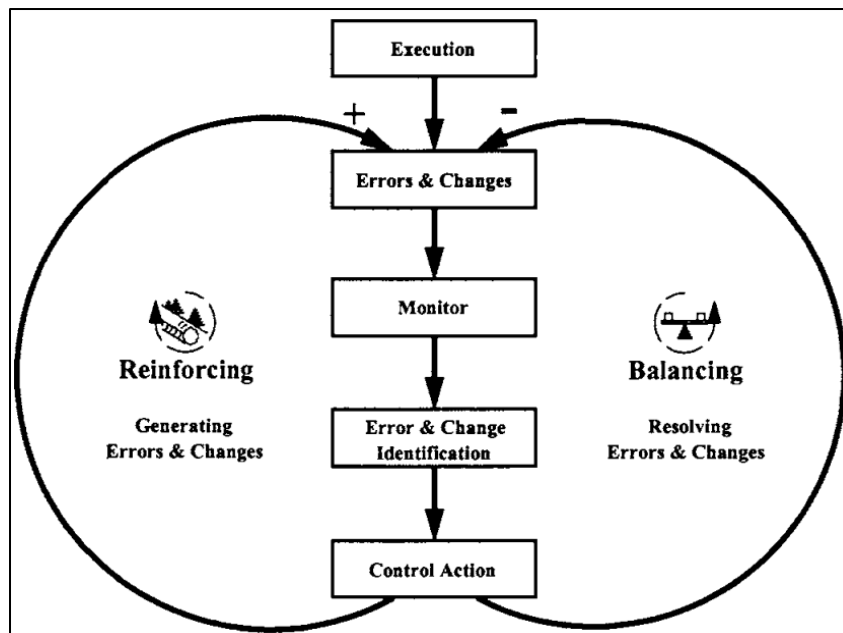 Execution
+
-
Errors & Changes
Monitor
Reinforcing
Balancing
Generating
Errors & Changes
Error & Change
Identification
Resolving
Errors & Changes
Control Action